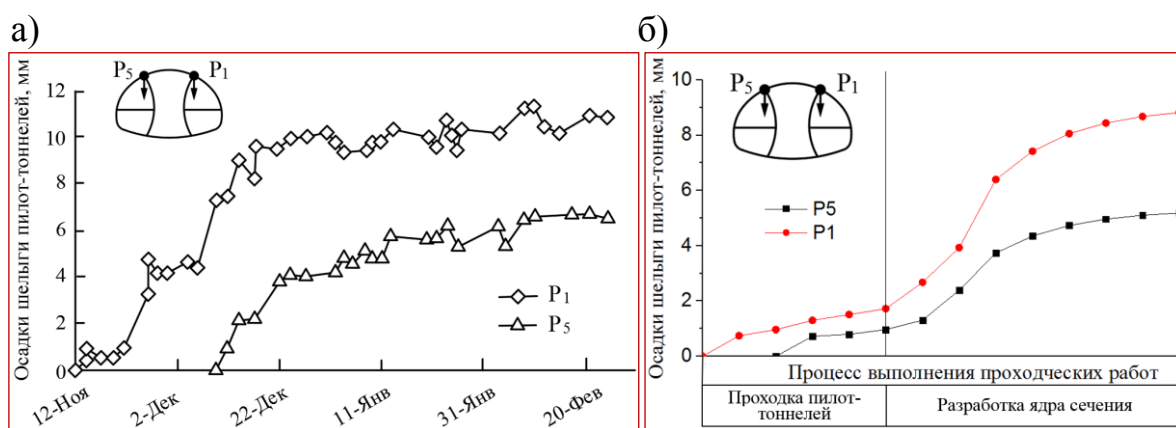 а)
Осадки шелыги пилот-тоннелей, мм
12
10
8
6
4
2
0
P5 P1
P1
P5
12-Ноя
2-Дек
22-Дек
11-Янв
31-Янв
20-Фев
б)
Осадки шелыги пилот-тоннелей, мм
10
8
6
4
2
0
P5 P1
P5
P1
Процесс выполнения проходческих работ
Проходка пилот-
тоннелей
Разработка ядра сечения